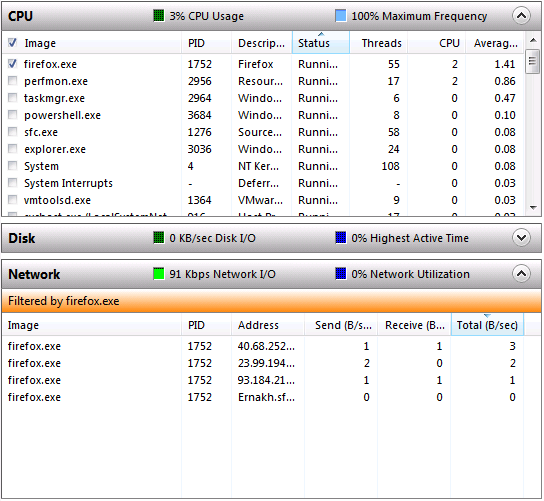 CPU 3% CPU Usage 100% Maximum Frequency
Image PID Descrip... Status Threads CPU Averag...
firefox.exe 1752 Firefox Runni... 55 2 1.41
perfmon.exe 2956 Resour... Runni... 17 2 0.86
taskmgr.exe 2964 Windo... Runni... 6 0 0.47
powershell.exe 3684 Windo... Runni... 8 0 0.10
sfc.exe 1276 Source... Runni... 58 0 0.08
explorer.exe 3036 Windo... Runni... 24 0 0.08
System 4 NT Ker... Runni... 108 0 0.08
System Interrupts - Deferr... Runni... - 0 0.03
vmtoolsd.exe 1364 VMwar... Runni... 9 0 0.03
Disk 0 KB/sec Disk I/O 0% Highest Active Time
Network 91 Kbps Network I/O 0% Network Utilization
Filtered by firefox.exe
Image PID Address Send (B/s... Receive (B... Total (B/sec)
firefox.exe 1752 40.68.252... 1 1 3
firefox.exe 1752 23.99.194... 2 0 2
firefox.exe 1752 93.184.21... 1 1 1
firefox.exe 1752 Ernakh.sf... 0 0 0